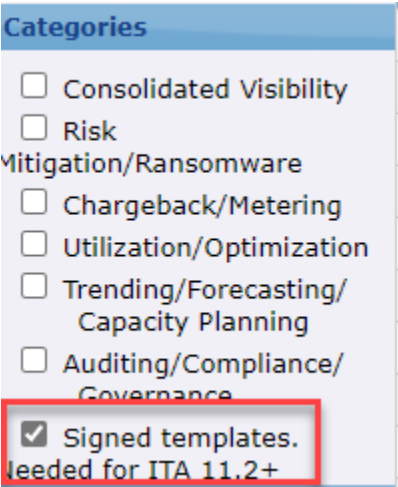 Categories
Consolidated Visibility
Risk
Mitigation/Ransomware
Chargeback/Metering
Utilization/Optimization
Trending/Forecasting/
Capacity Planning
Auditing/Compliance/
Governance
Signed templates.
Needed for ITA 11.2+